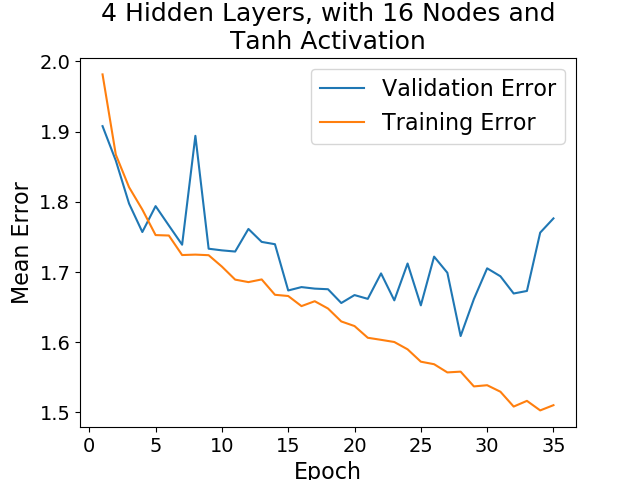 4 Hidden Layers, with 16 Nodes and
Tanh Activation
Validation Error
Training Error
Mean Error
2.0
1.9
1.8
1.7
1.6
1.5
0 5 10 15 20 25 30 35
Epoch